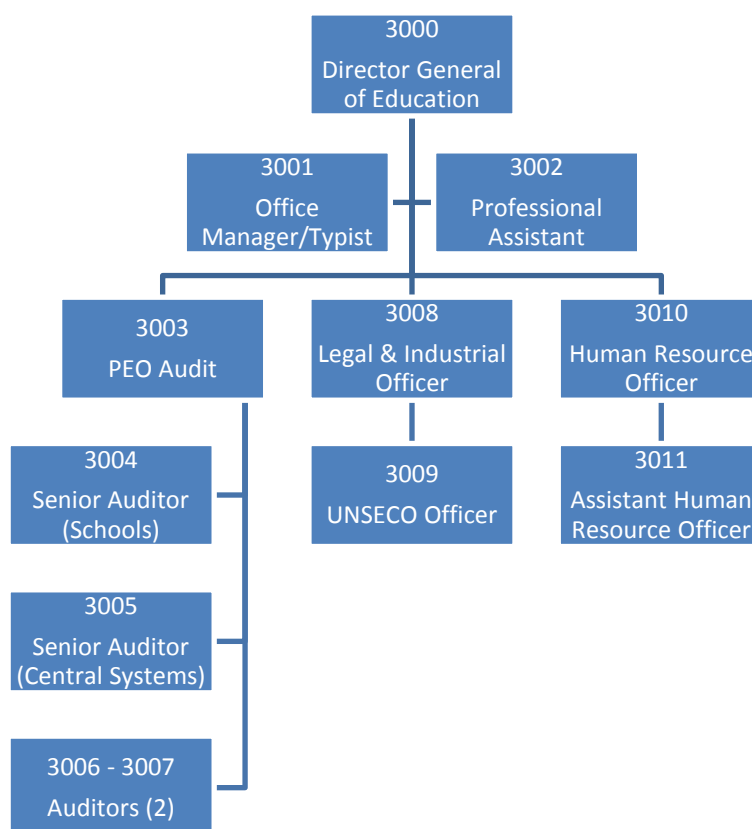 3000
Director General
of Education
3001
Office
Manager/Typist
3002
Professional
Assistant
3003
PEO Audit
3008
Legal & Industrial
Officer
3010
Human Resource
Officer
3004
Senior Auditor
(Schools)
3009
UNSECO Officer
3011
Assistant Human
Resource Officer
3005
Senior Auditor
(Central Systems)
3006 - 3007
Auditors (2)